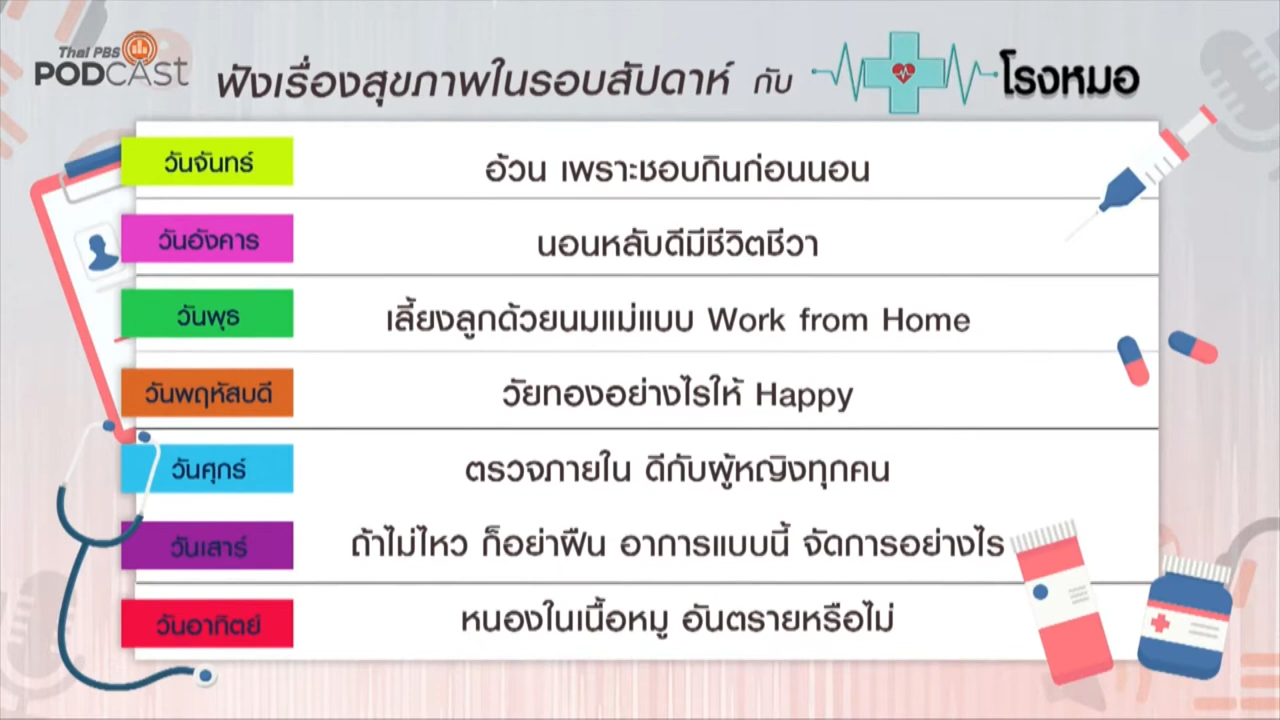 Thai PBS
PODCAST
ฟังเรื่องสุขภาพในรอบสัปดาห์ กับ โรงหมอ
วันจันทร์ อ้วน เพราะชอบกินก่อนนอน
วันอังคาร นอนหลับดีมีชีวิตชีวา
วันพุธ เลี้ยงลูกด้วยนมแม่แบบ Work from Home
วันพฤหัสบดี วัยทองอย่างไรให้ Happy
วันศุกร์ ตรวจภายใน ดีกับผู้หญิงทุกคน
วันเสาร์ ถ้าไม่ไหว ก็อย่าฝืน อาการแบบนี้ จัดการอย่างไร
วันอาทิตย์ หนองในเนื้อหมู อันตรายหรือไม่